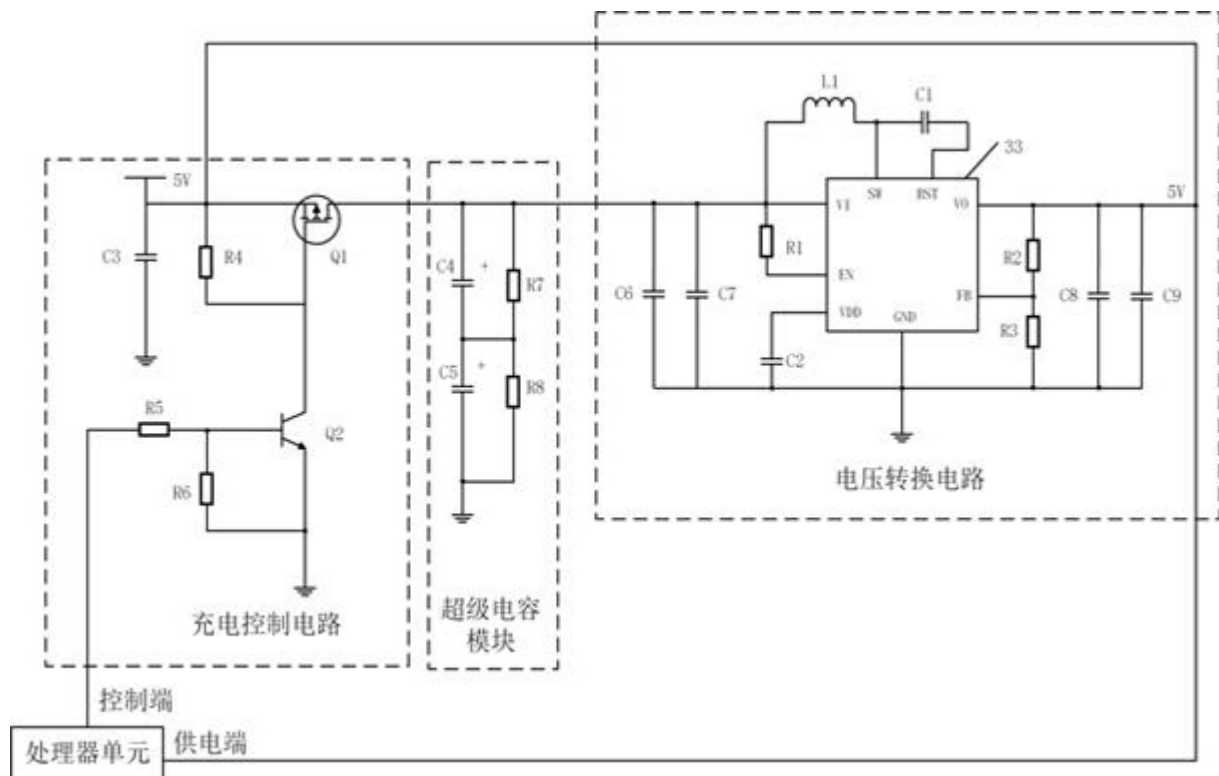 L1
C1
33
5V
SW
BST
VI
VO
5V
C3
R4
Q1
R1
R2
C4
+
R7
EN
C6
C7
FB
C8
C9
VDD
GND
R3
C2
C5
+
R8
R5
Q2
R6
电压转换电路
充电控制电路
超级电容
模块
控制端
处理器单元
供电端